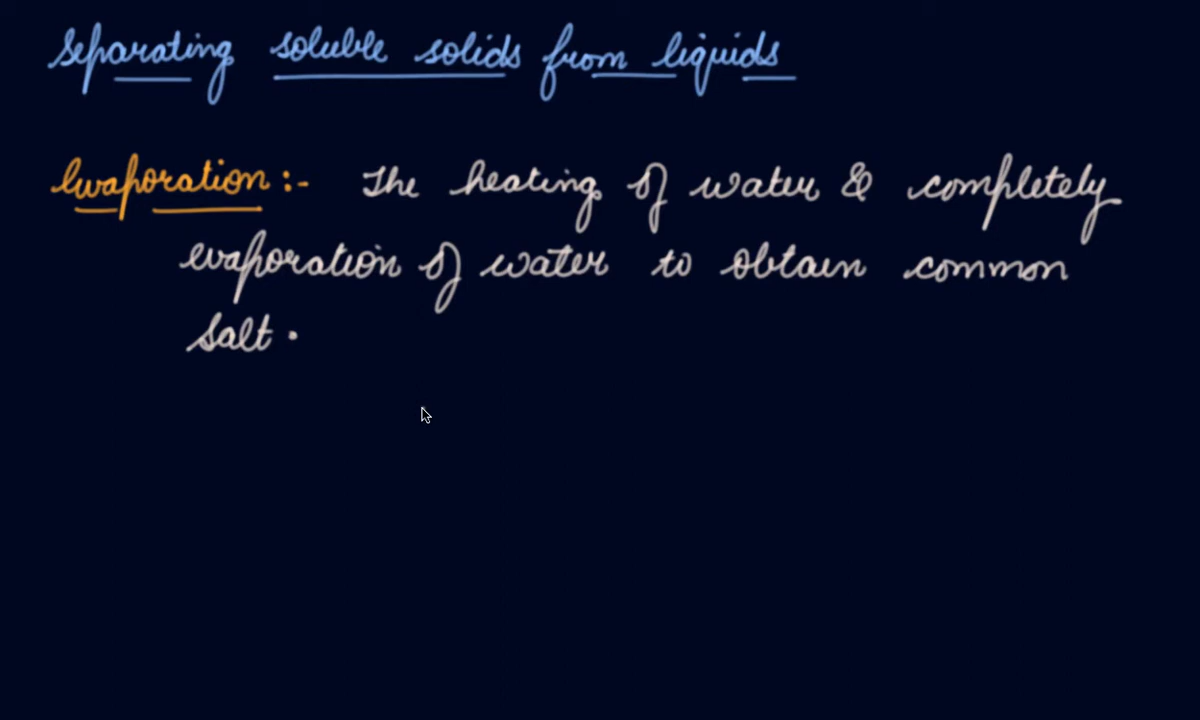 Separating soluble solids from liquids
Evaporation :- The heating of water & completely
evaporation of water to obtain common
salt.